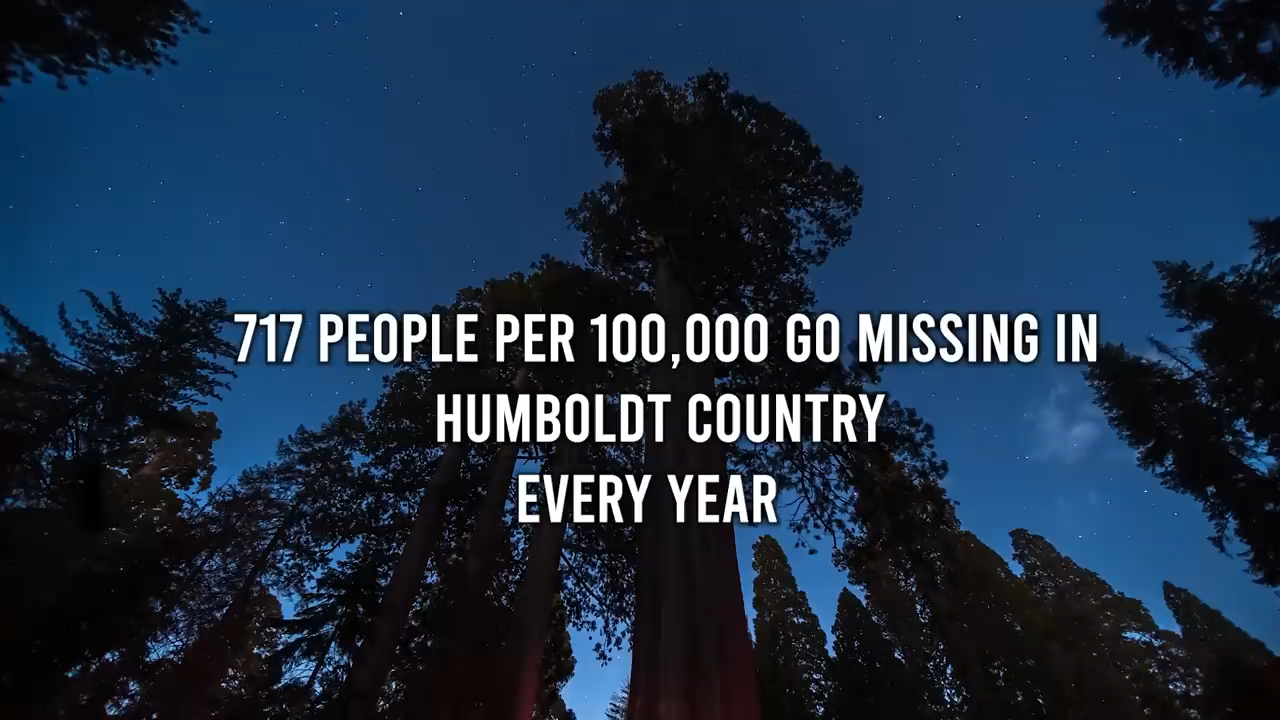 717 PEOPLE PER 100,000 GO MISSING IN
HUMBOLDT COUNTRY
EVERY YEAR